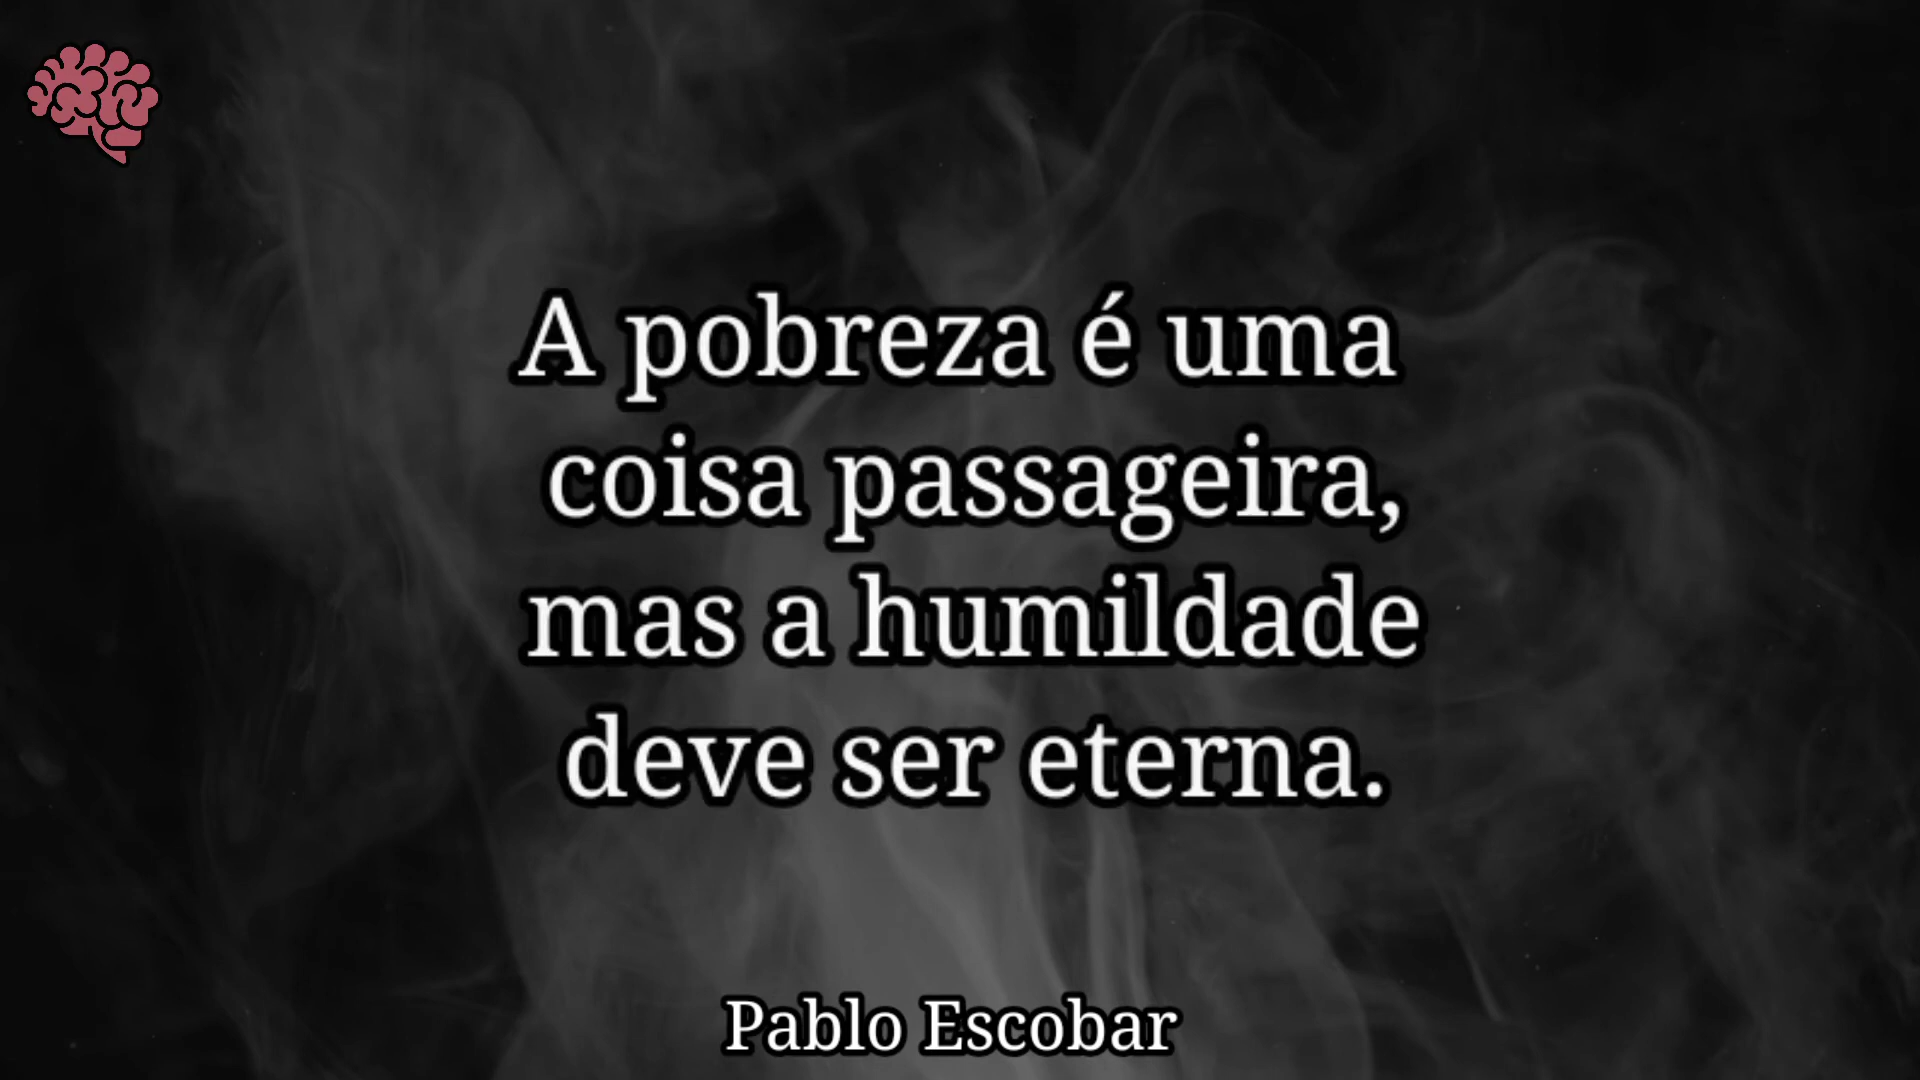 A pobreza é uma
coisa passageira,
mas a humildade
deve ser eterna.
Pablo Escobar